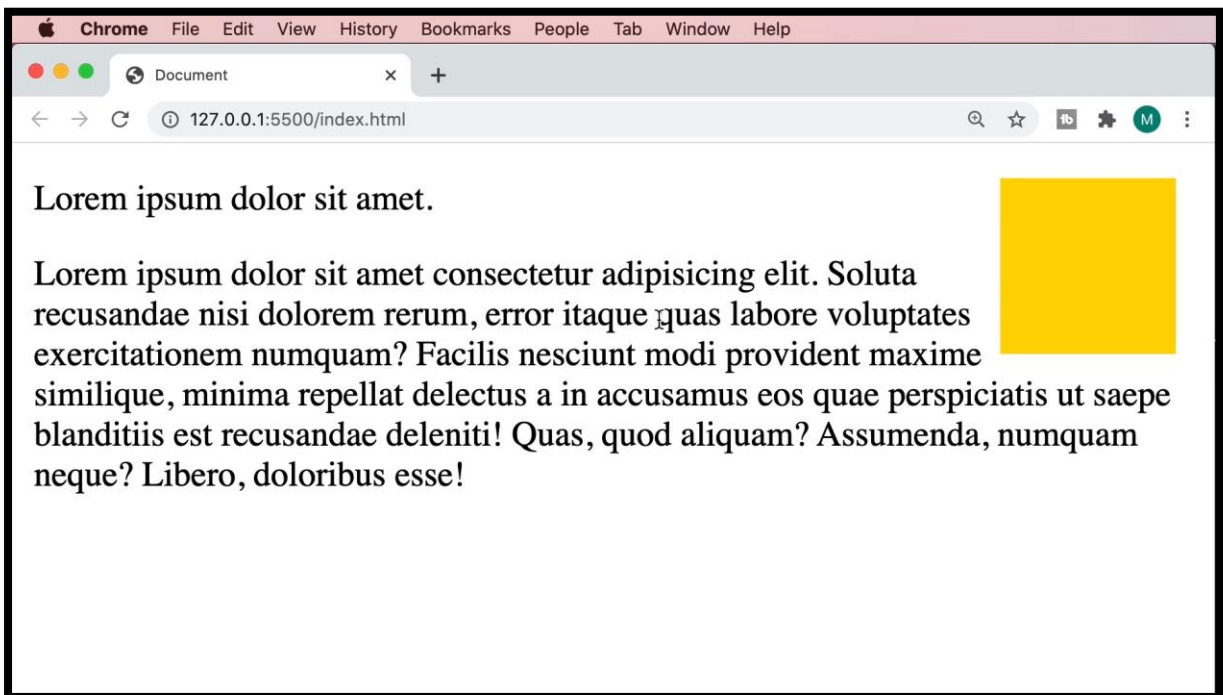 Chrome File Edit View History Bookmarks People Tab Window Help
Document
127.0.0.1:5500/index.html
M
Lorem ipsum dolor sit amet.
Lorem ipsum dolor sit amet consectetur adipisicing elit. Soluta
recusandae nisi dolorem rerum, error itaque quas labore voluptates
exercitationem numquam? Facilis nesciunt modi provident maxime
similique, minima repellat delectus a in accusamus eos quae perspiciatis ut saepe
blanditiis est recusandae deleniti! Quas, quod aliquam? Assumenda, numquam
neque? Libero, doloribus esse!